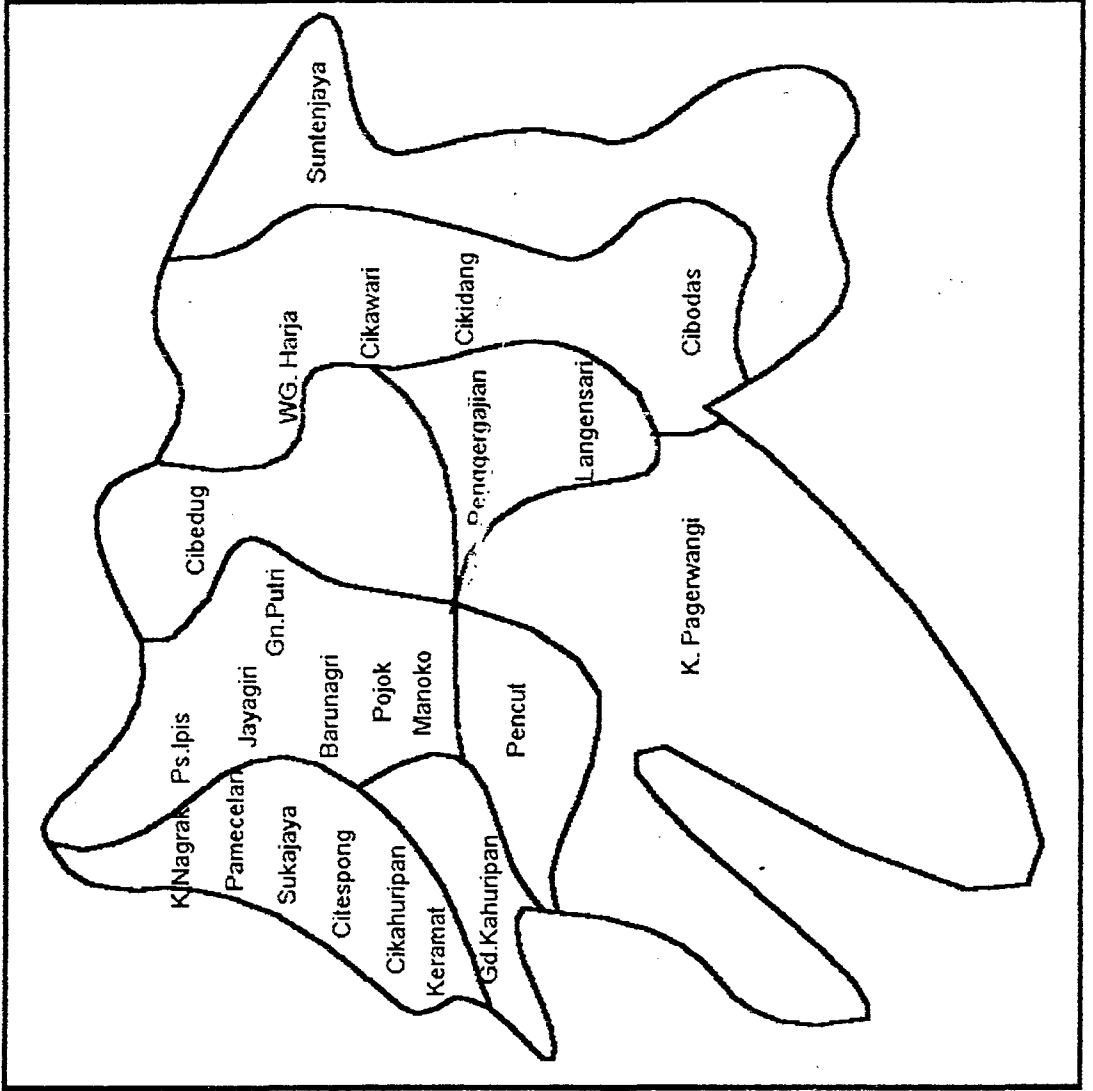 K.Nagrak
Ps.Ipis
Cibedug
Pamecelan
Jayagiri
Gn.Putri
WG. Harja
Suntenjaya
Sukajaya
Barunagri
Cikawari
Citespong
Pojok
Cikahuripan
Manoko
Cikidang
Keramat
Gd.Kahuripan
Pencut
Penggergajian
Langensari
K. Pagerwangi
Cibodas